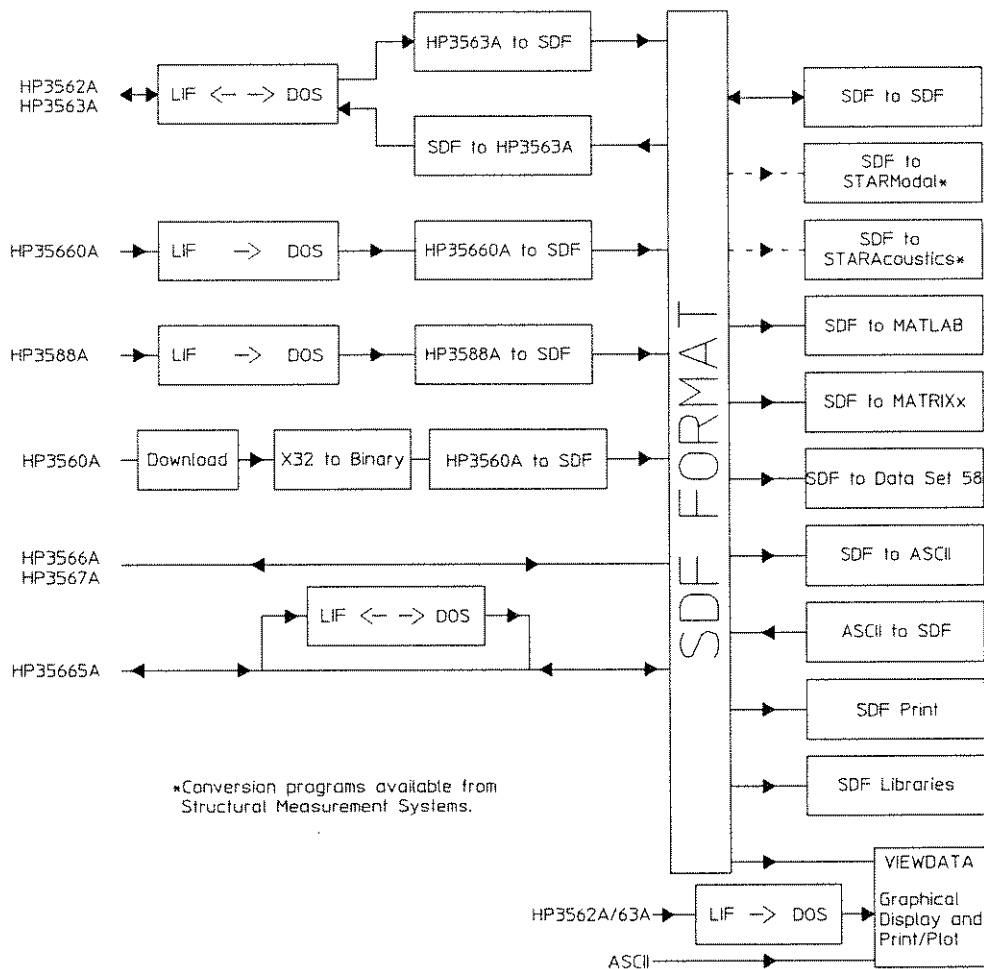 HP3562A
HP3563A
LIF <--> DOS
HP3563A to SDF
SDF to HP3563A
HP35660A
LIF -> DOS
HP35660A to SDF
HP3588A
LIF -> DOS
HP3588A to SDF
HP3560A
Download
X32 to Binary
HP3560A to SDF
HP3566A
HP3567A
LIF <--> DOS
HP35665A
*Conversion programs available from
Structural Measurement Systems.
SDF FORMAT
SDF to SDF
SDF to
STARModal*
SDF to
STARAcoustics*
SDF to MATLAB
SDF to MATRIXx
SDF to Data Set 58
SDF to ASCII
ASCII to SDF
SDF Print
SDF Libraries
HP3562A/63A
LIF -> DOS
ASCII
VIEWDATA
Graphical
Display and
Print/Plot